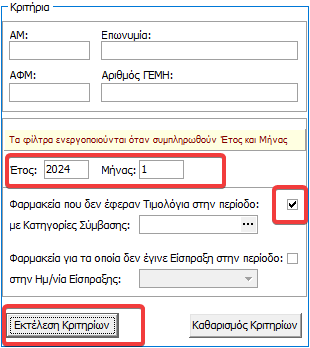 Κριτήρια
ΑΜ: Επωνυμία:
ΑΦΜ: Αριθμός ΓΕΜΗ:
Τα φίλτρα ενεργοποιούνται όταν συμπληρωθούν Έτος και Μήνας
Έτος: 2024 Μήνας: 1
Φαρμακεία που δεν έφεραν Τιμολόγια στην περίοδο:
με Κατηγορίες Σύμβασης: ...
Φαρμακεία για τα οποία δεν έγινε Είσπραξη στην περίοδο:
στην Ημ/νία Είσπραξης:
Εκτέλεση Κριτηρίων Καθαρισμός Κριτηρίων